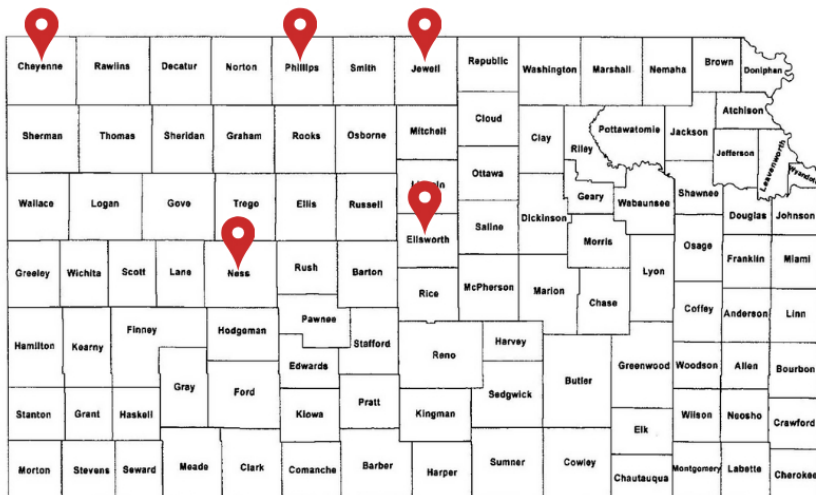 Cheyenne Rawlins Decatur Norton Phillips Smith Jewell Republic Washington Marshall Nemaha Brown Doniphan
Atchison
Sherman Thomas Sheridan Graham Rooks Osborne Mitchell Cloud Clay Riley Pottawatomie Jackson
Jefferson Leavenworth Wyandotte
Wallace Logan Gove Trego Ellis Russell Lincoln Ottawa Dickinson Geary Wabaunsee Shawnee Douglas Johnson
Ellsworth Saline Morris Osage
Greeley Wichita Scott Lane Ness Rush Barton Lyon Franklin Miami
Rice McPherson Marion Chase
Hamilton Kearny Finney Hodgeman Pawnee Stafford Coffey Anderson Linn
Edwards Reno Harvey
Gray Ford Sedgwick Butler Greenwood Woodson Allen Bourbon
Stanton Grant Haskell Kiowa Pratt Kingman Elk Wilson Neosho Crawford
Morton Stevens Seward Meade Clark Comanche Barber Harper Sumner Cowley Chautauqua Montgomery Labette Cherokee